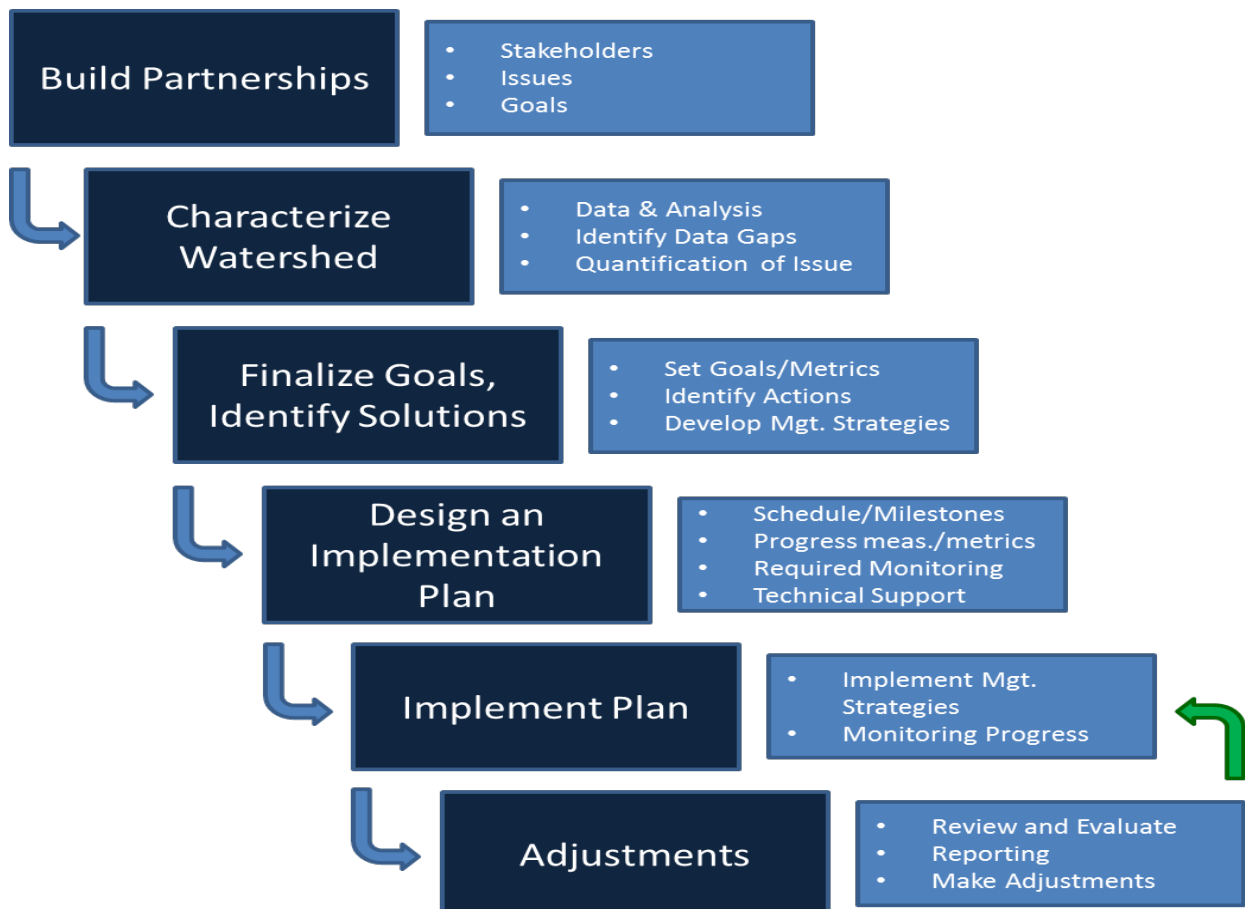 Build Partnerships
• Stakeholders
• Issues
• Goals
Characterize
Watershed
• Data & Analysis
• Identify Data Gaps
• Quantification of Issue
Finalize Goals,
Identify Solutions
• Set Goals/Metrics
• Identify Actions
• Develop Mgt. Strategies
Design an
Implementation
Plan
• Schedule/Milestones
• Progress meas./metrics
• Required Monitoring
• Technical Support
Implement Plan
• Implement Mgt.
Strategies
• Monitoring Progress
Adjustments
• Review and Evaluate
• Reporting
• Make Adjustments